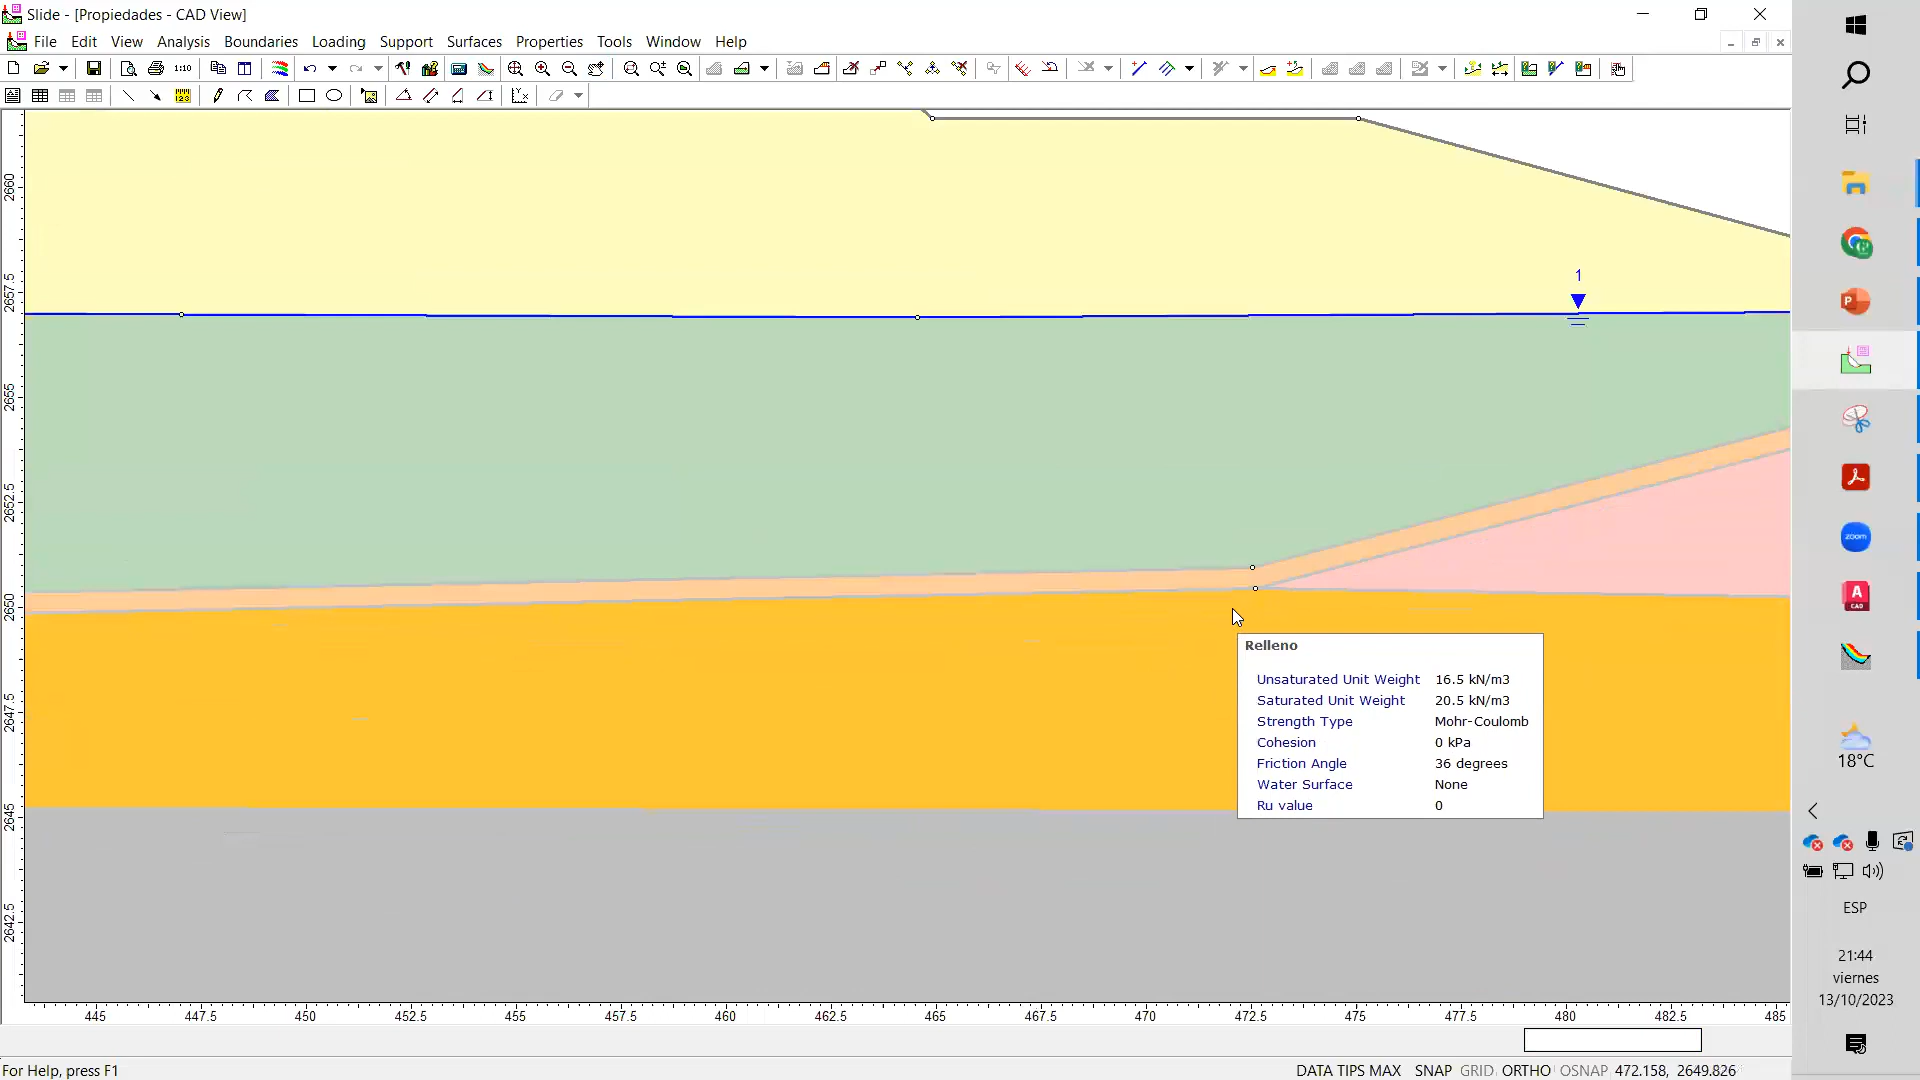 Slide - [Propiedades - CAD View]
File Edit View Analysis Boundaries Loading Support Surfaces Properties Tools Window Help
1:10
2660
2657.5
2655
2652.5
2650
2647.5
2645
2642.5
1
Relleno
Unsaturated Unit Weight 16.5 kN/m3
Saturated Unit Weight 20.5 kN/m3
Strength Type Mohr-Coulomb
Cohesion 0 kPa
Friction Angle 36 degrees
Water Surface None
Ru value 0
445 447.5 450 452.5 455 457.5 460 462.5 465 467.5 470 472.5 475 477.5 480 482.5 485
For Help, press F1
DATA TIPS MAX SNAP GRID ORTHO OSNAP 472.158, 2649.826
P
zoom
A
CAD
18°C
ESP
21:44
viernes
13/10/2023